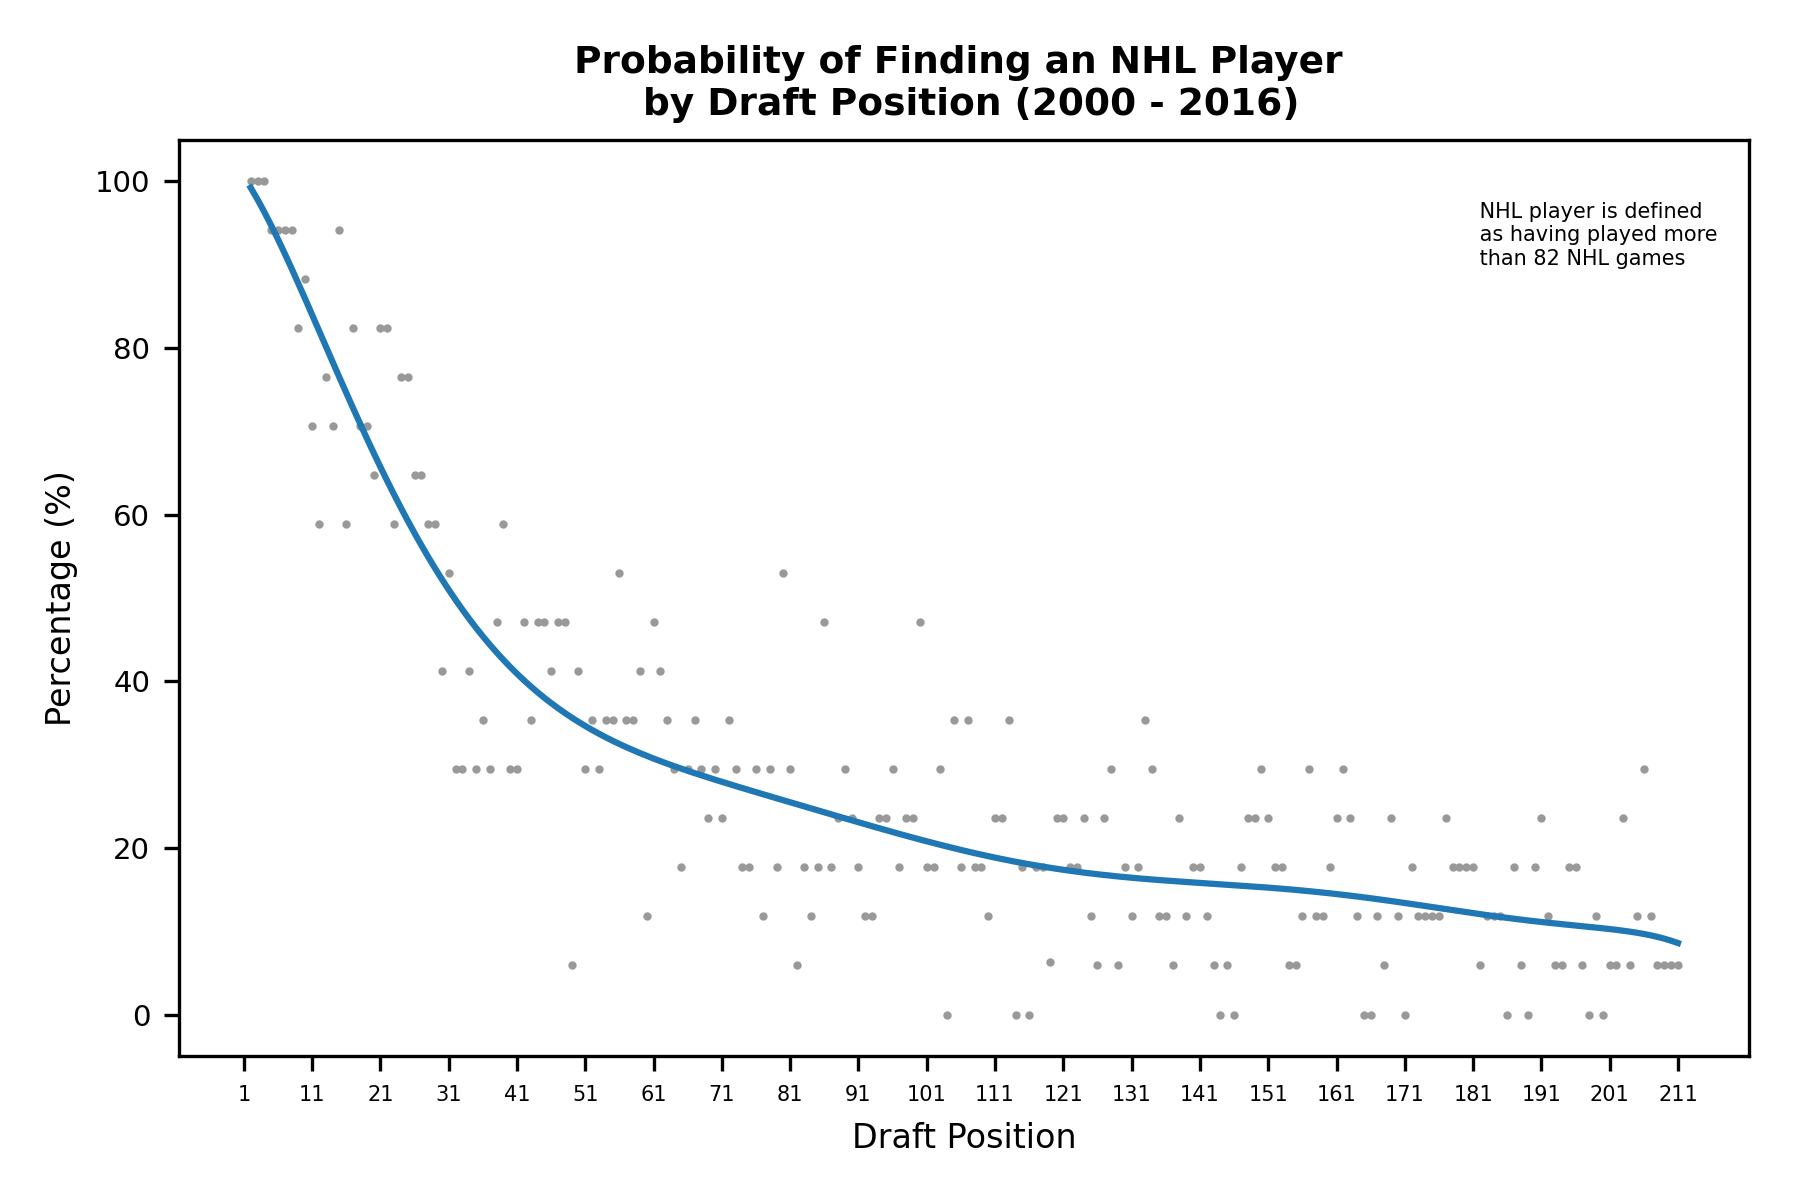 Probability of Finding an NHL Player
by Draft Position (2000 - 2016)
NHL player is defined
as having played more
than 82 NHL games
Percentage (%)
100
80
60
40
20
0
1 11 21 31 41 51 61 71 81 91 101 111 121 131 141 151 161 171 181 191 201 211
Draft Position